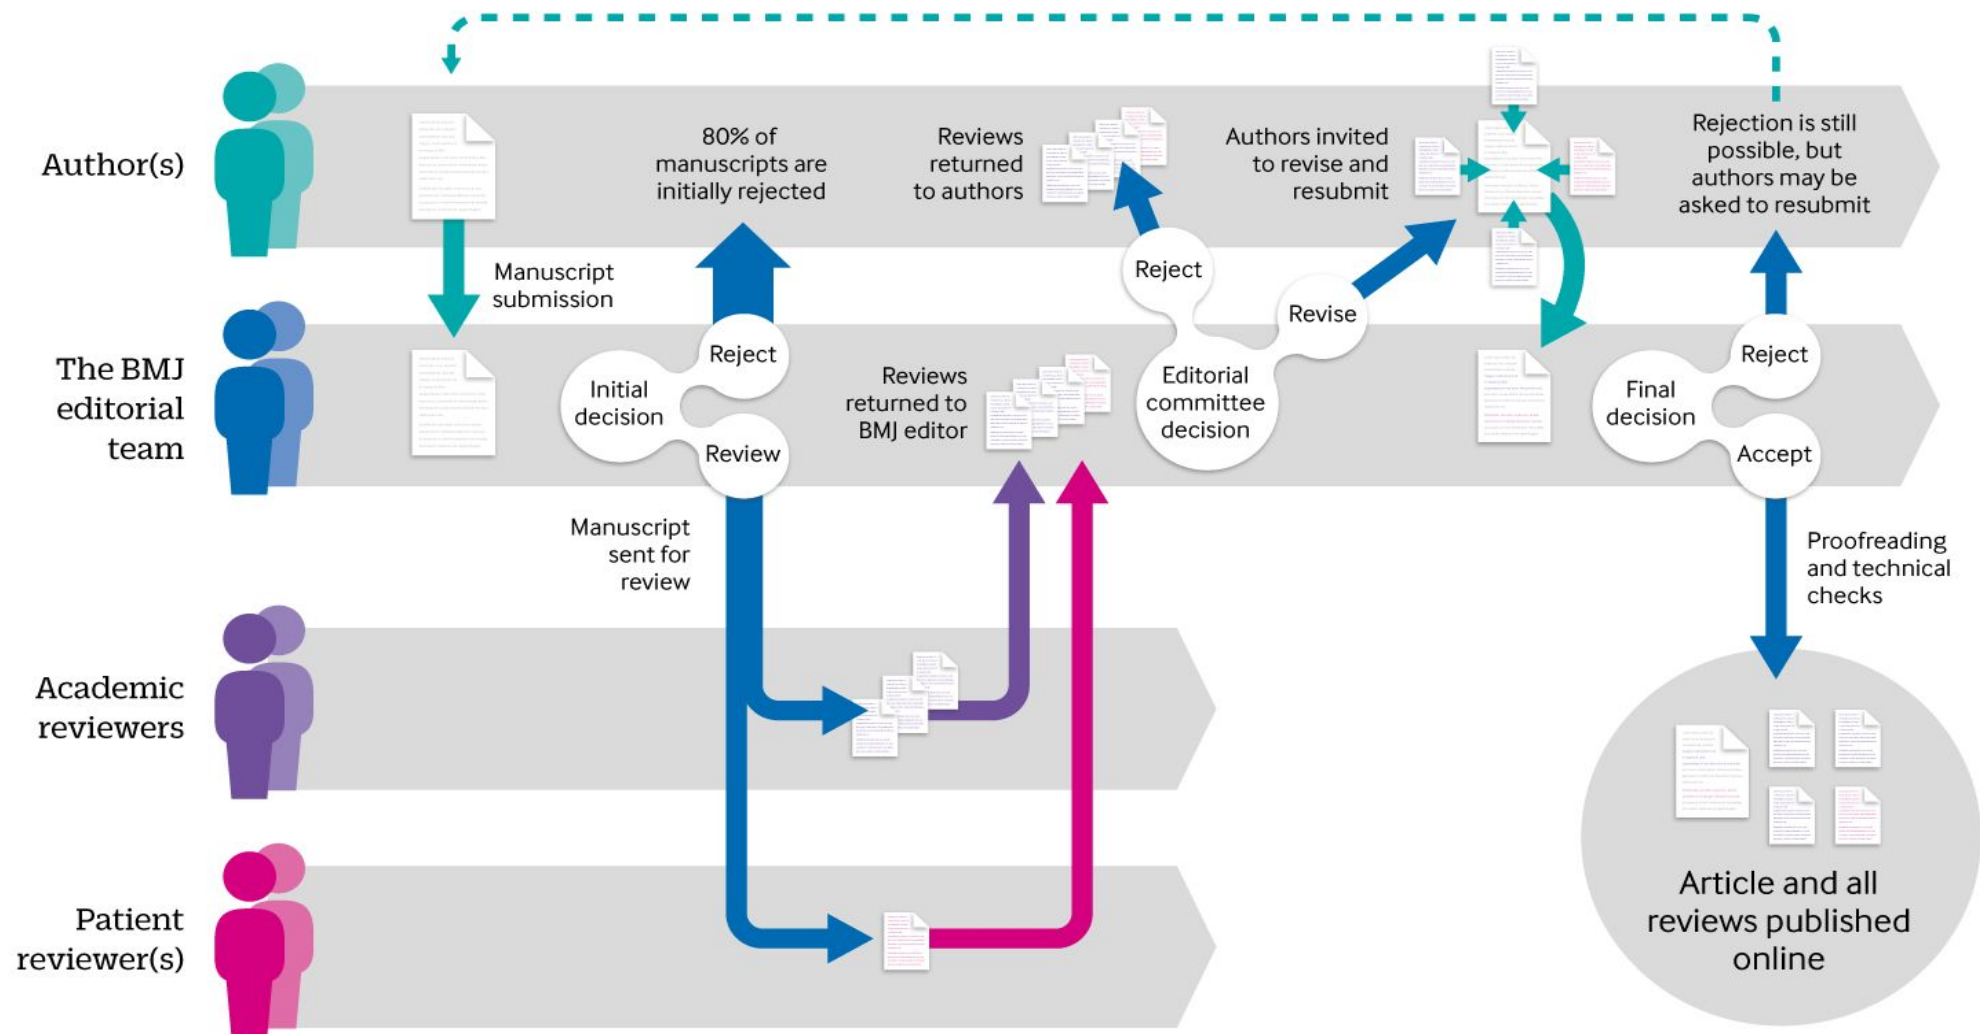 Author(s)
80% of
manuscripts are
initially rejected
Reviews
returned
to authors
Authors invited
to revise and
resubmit
Rejection is still
possible, but
authors may be
asked to resubmit
Manuscript
submission
The BMJ
editorial
team
Initial
decision
Reject
Review
Reviews
returned to
BMJ editor
Reject
Editorial
committee
decision
Revise
Final
decision
Reject
Accept
Manuscript
sent for
review
Proofreading
and technical
checks
Academic
reviewers
Patient
reviewer(s)
Article and all
reviews published
online